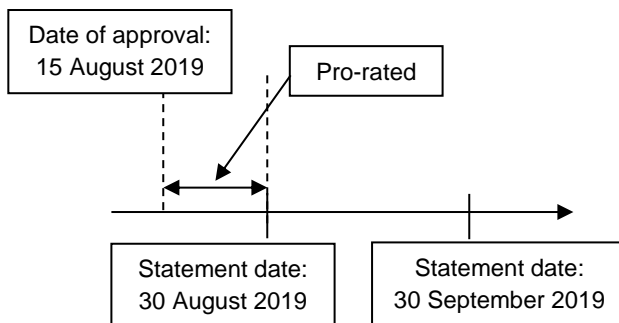 Date of approval:
15 August 2019
Pro-rated
Statement date:
30 August 2019
Statement date:
30 September 2019